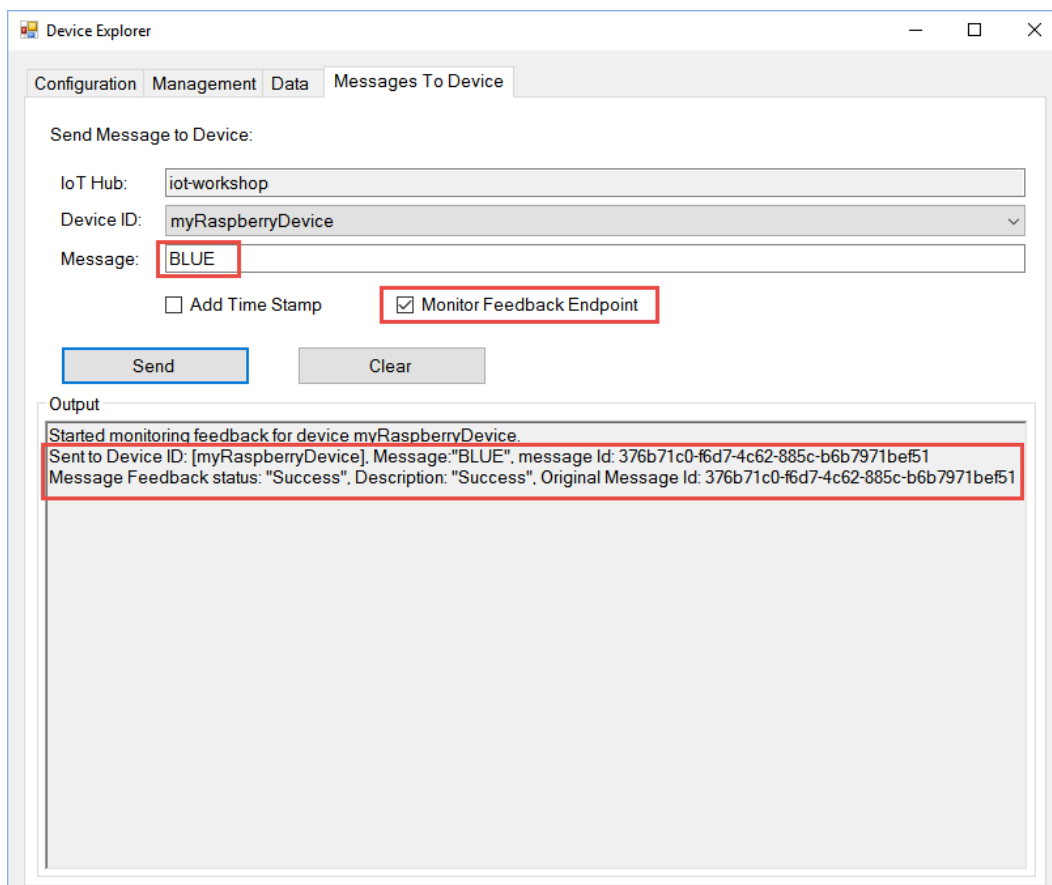 Device Explorer
Configuration Management Data Messages To Device
Send Message to Device:
IoT Hub: iot-workshop
Device ID: myRaspberryDevice
Message: BLUE
Add Time Stamp Monitor Feedback Endpoint
Send Clear
Output
Started monitoring feedback for device myRaspberryDevice.
Sent to Device ID: [myRaspberryDevice], Message:"BLUE", message Id: 376b71c0-f6d7-4c62-885c-b6b7971bef51
Message Feedback status: "Success", Description: "Success", Original Message Id: 376b71c0-f6d7-4c62-885c-b6b7971bef51